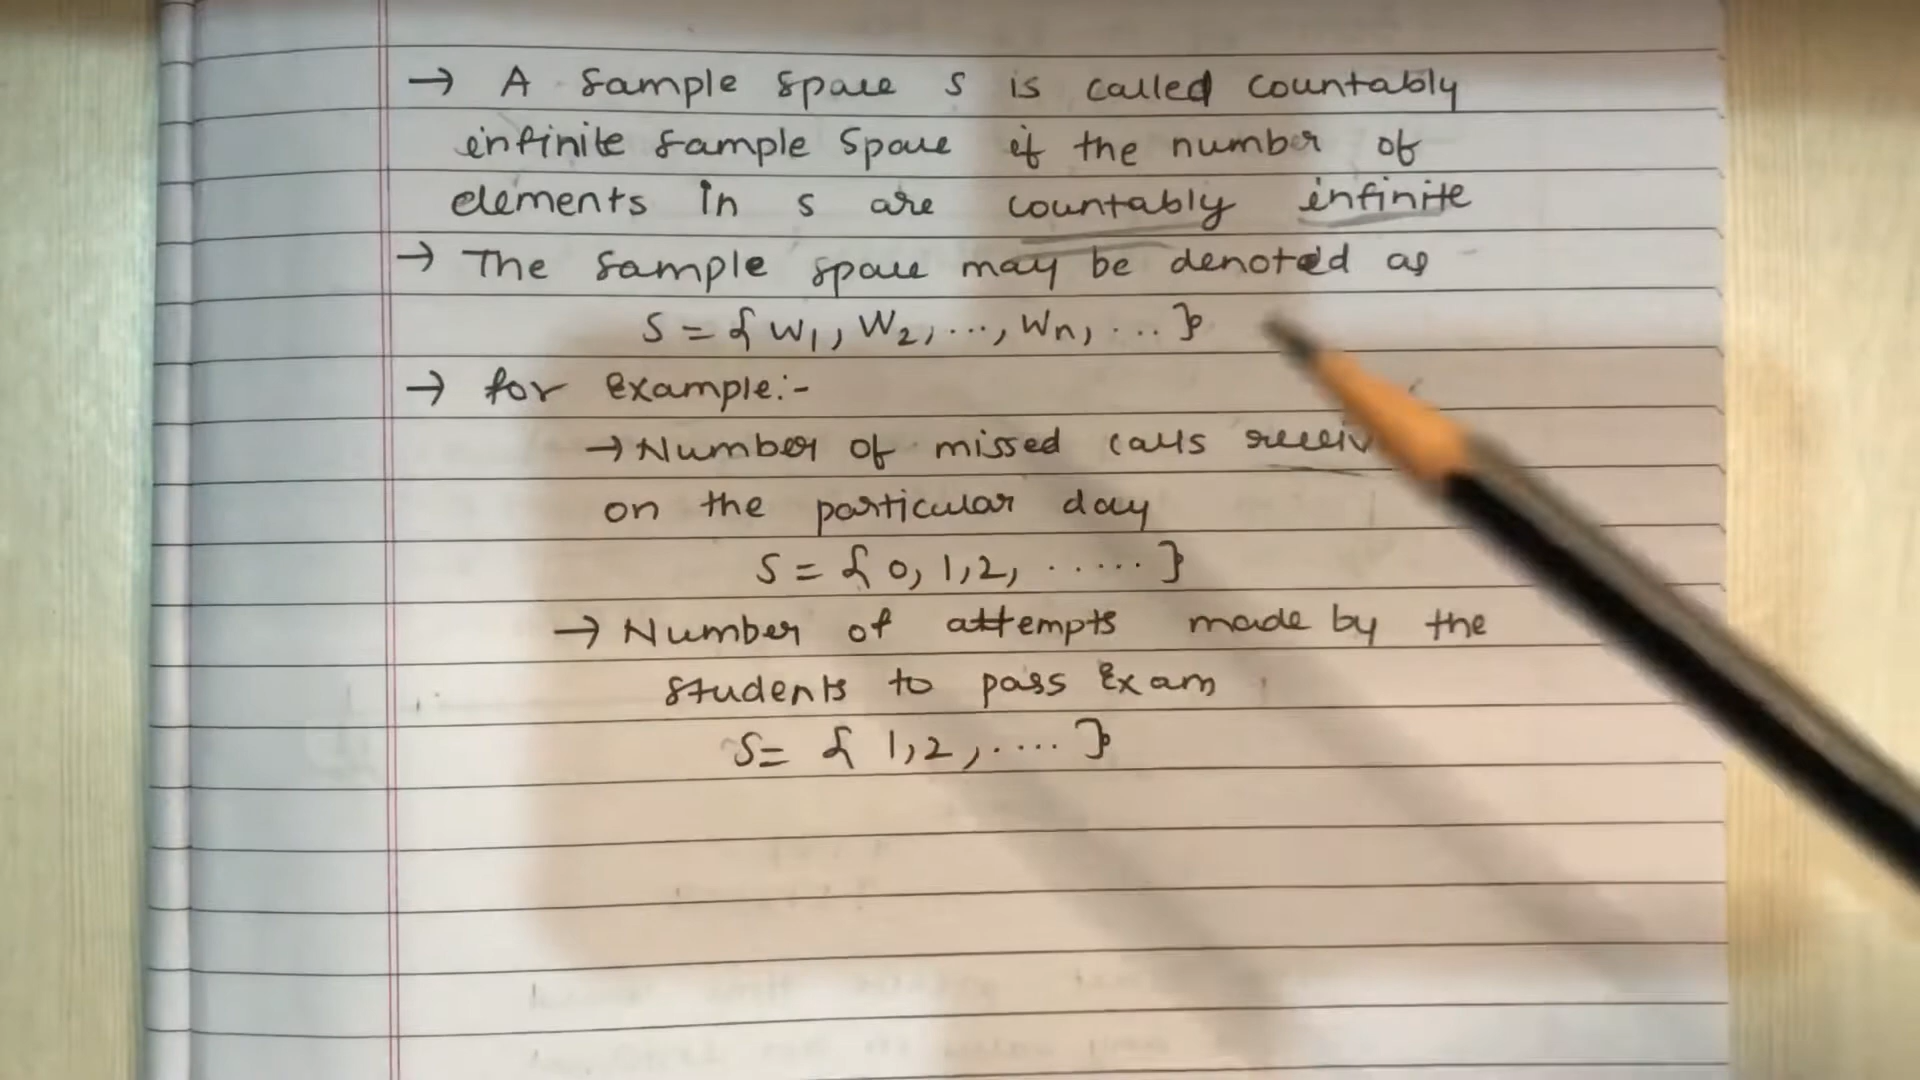 → A sample space S is called countably
infinite sample space if the number of
elements in s are countably infinite
→ The sample space may be denoted as
S = { W1, W2, ..., Wn, ... }
→ for example:-
→ Number of missed calls receiv
on the particular day
S = { 0, 1, 2, ..... }
→ Number of attempts made by the
students to pass Exam
S = { 1, 2, .... }